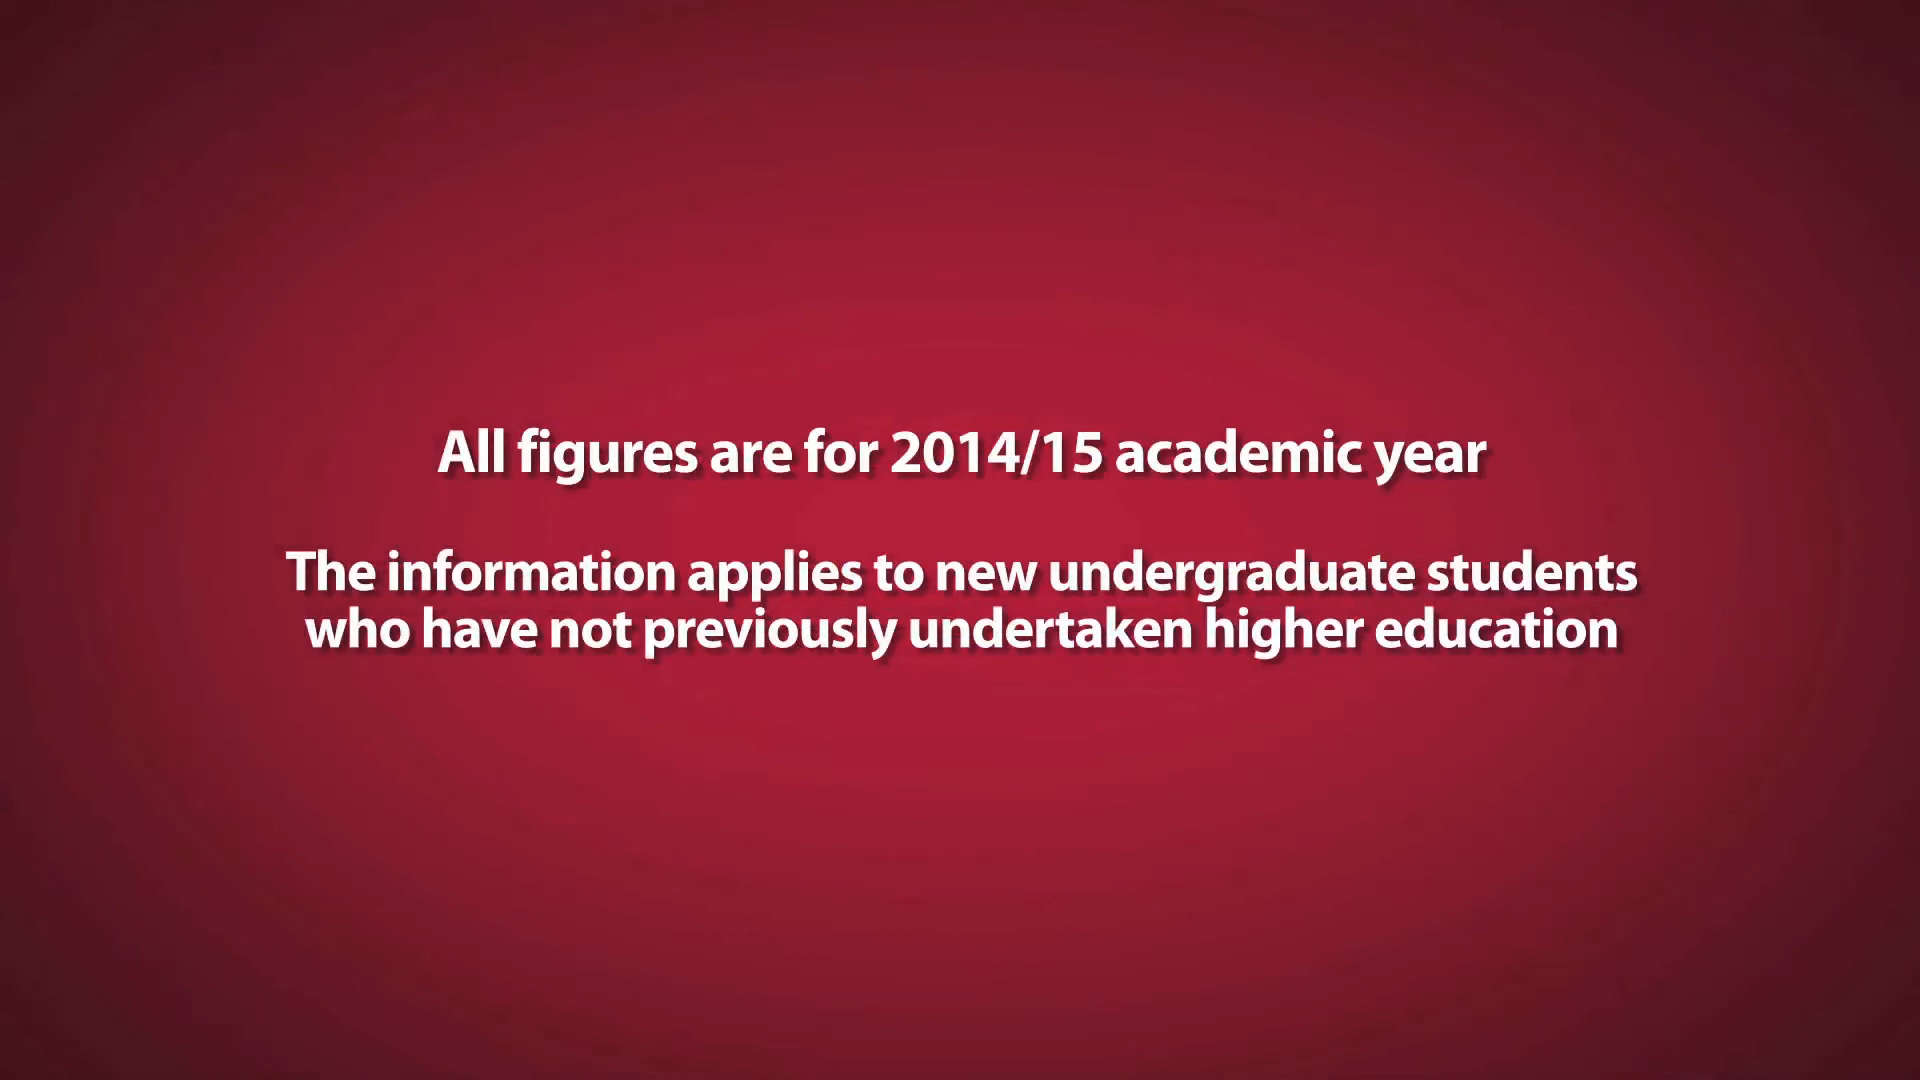 All figures are for 2014/15 academic year
The information applies to new undergraduate students
who have not previously undertaken higher education